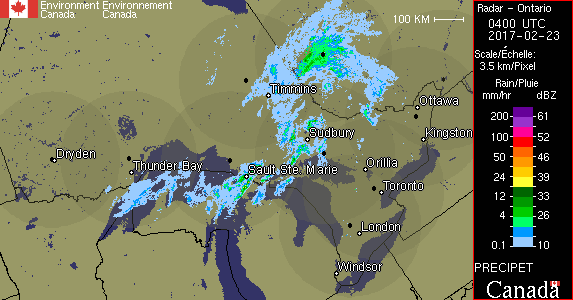 Environment Environnement
Canada Canada
100 KM
Timmins
Ottawa
Sudbury
Kingston
Dryden
Thunder Bay
Orillia
Sault Ste. Marie
Toronto
London
Windsor
Radar - Ontario
0400 UTC
2017-02-23
Scale/Échelle:
3.5 km/Pixel
Rain/Pluie
mm/hr dBZ
200 61
100 52
50 46
24 39
12 33
4 26
0.1 10
PRECIPET
Canada